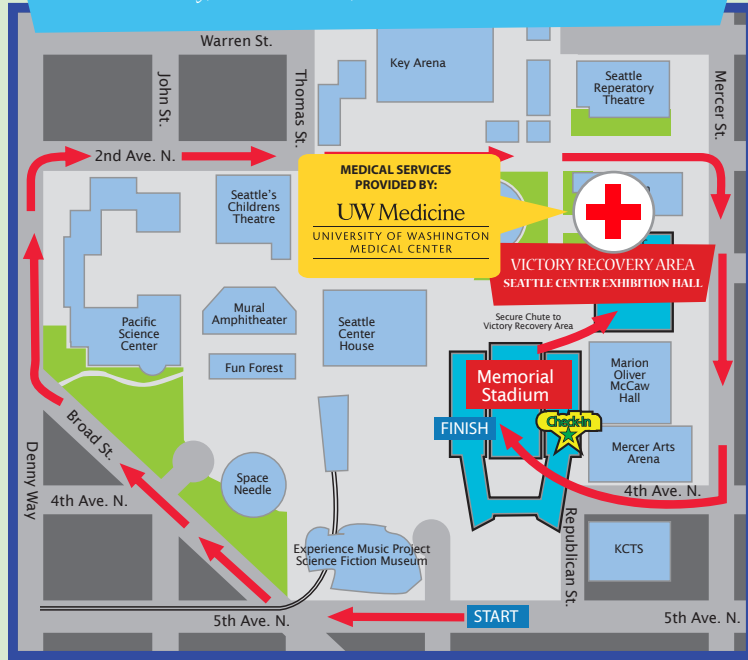 Warren St.
Key Arena
Seattle
Reperatory
Theatre
John St.
Thomas St.
Mercer St.
2nd Ave. N.
MEDICAL SERVICES
PROVIDED BY:
UW Medicine
UNIVERSITY OF WASHINGTON
MEDICAL CENTER
Seattle's
Childrens
Theatre
VICTORY RECOVERY AREA
SEATTLE CENTER EXHIBITION HALL
Pacific
Science
Center
Mural
Amphitheater
Seattle
Center
House
Secure Chute to
Victory Recovery Area
Fun Forest
Memorial
Stadium
Marion
Oliver
McCaw
Hall
FINISH
Check-In
Mercer Arts
Arena
Broad St.
Denny Way
4th Ave. N.
Space
Needle
4th Ave. N.
Republican St.
Experience Music Project
Science Fiction Museum
KCTS
5th Ave. N.
START
5th Ave. N.